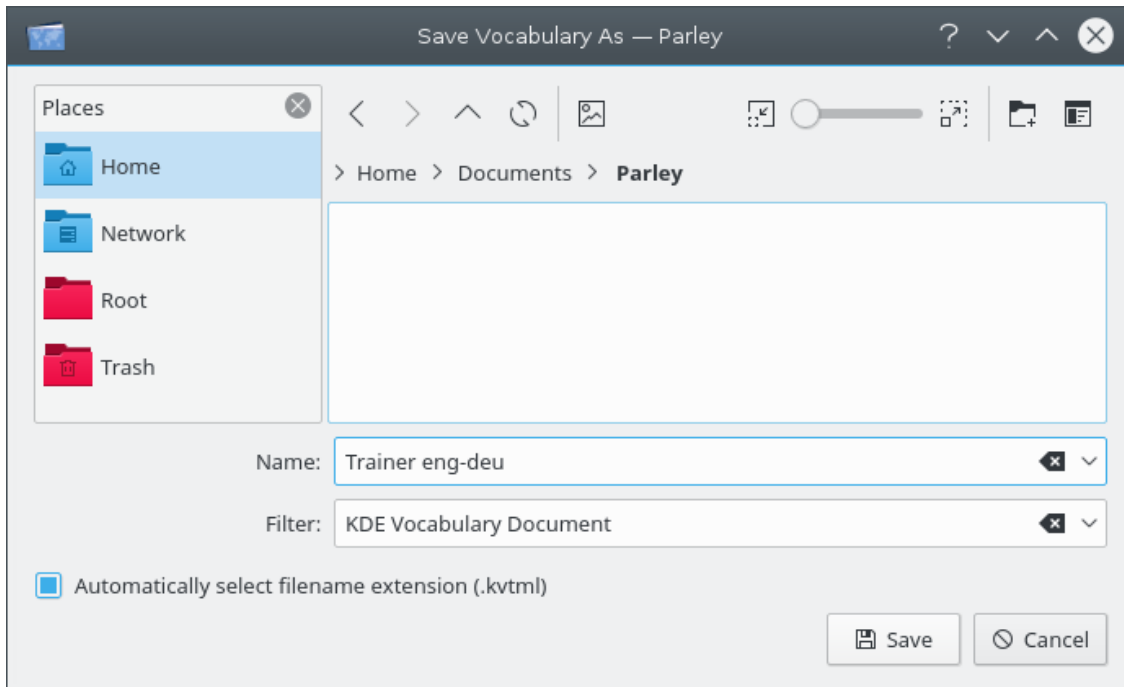 Save Vocabulary As — Parley
Places
Home
Network
Root
Trash
> Home > Documents > Parley
Name: Trainer eng-deu
Filter: KDE Vocabulary Document
Automatically select filename extension (.kvtml)
Save Cancel